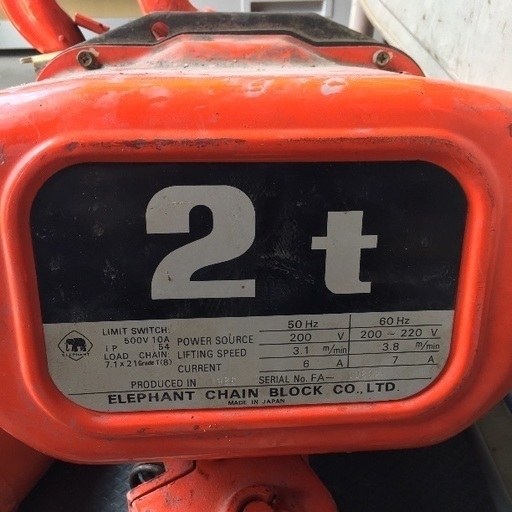 2 t
50 Hz 60 Hz
LIMIT SWITCH: 500V 10A
IP 54
LOAD CHAIN: 7.1 x 21 Grade T(8)
POWER SOURCE 200 V 200 ~ 220 V
LIFTING SPEED 3.1 m/min 3.8 m/min
CURRENT 6 A 7 A
ELEPHANT
PRODUCED IN SERIAL No. FA-
ELEPHANT CHAIN BLOCK CO., LTD.
MADE IN JAPAN